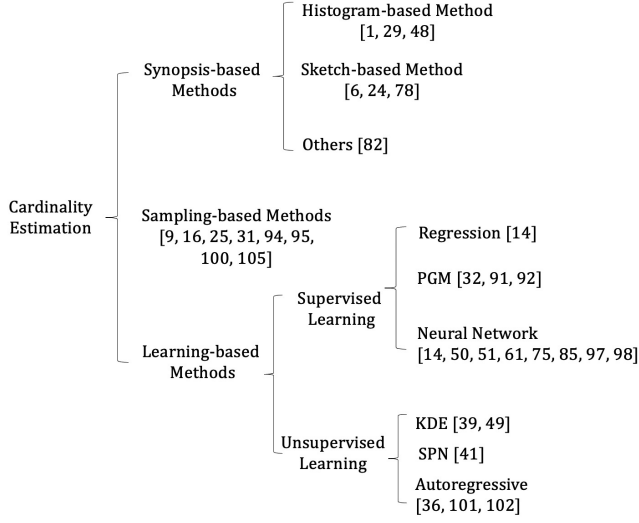 Cardinality
Estimation
Synopsis-based
Methods
Histogram-based Method
[1, 29, 48]
Sketch-based Method
[6, 24, 78]
Others [82]
Sampling-based Methods
[9, 16, 25, 31, 94, 95,
100, 105]
Learning-based
Methods
Supervised
Learning
Regression [14]
PGM [32, 91, 92]
Neural Network
[14, 50, 51, 61, 75, 85, 97, 98]
Unsupervised
Learning
KDE [39, 49]
SPN [41]
Autoregressive
[36, 101, 102]